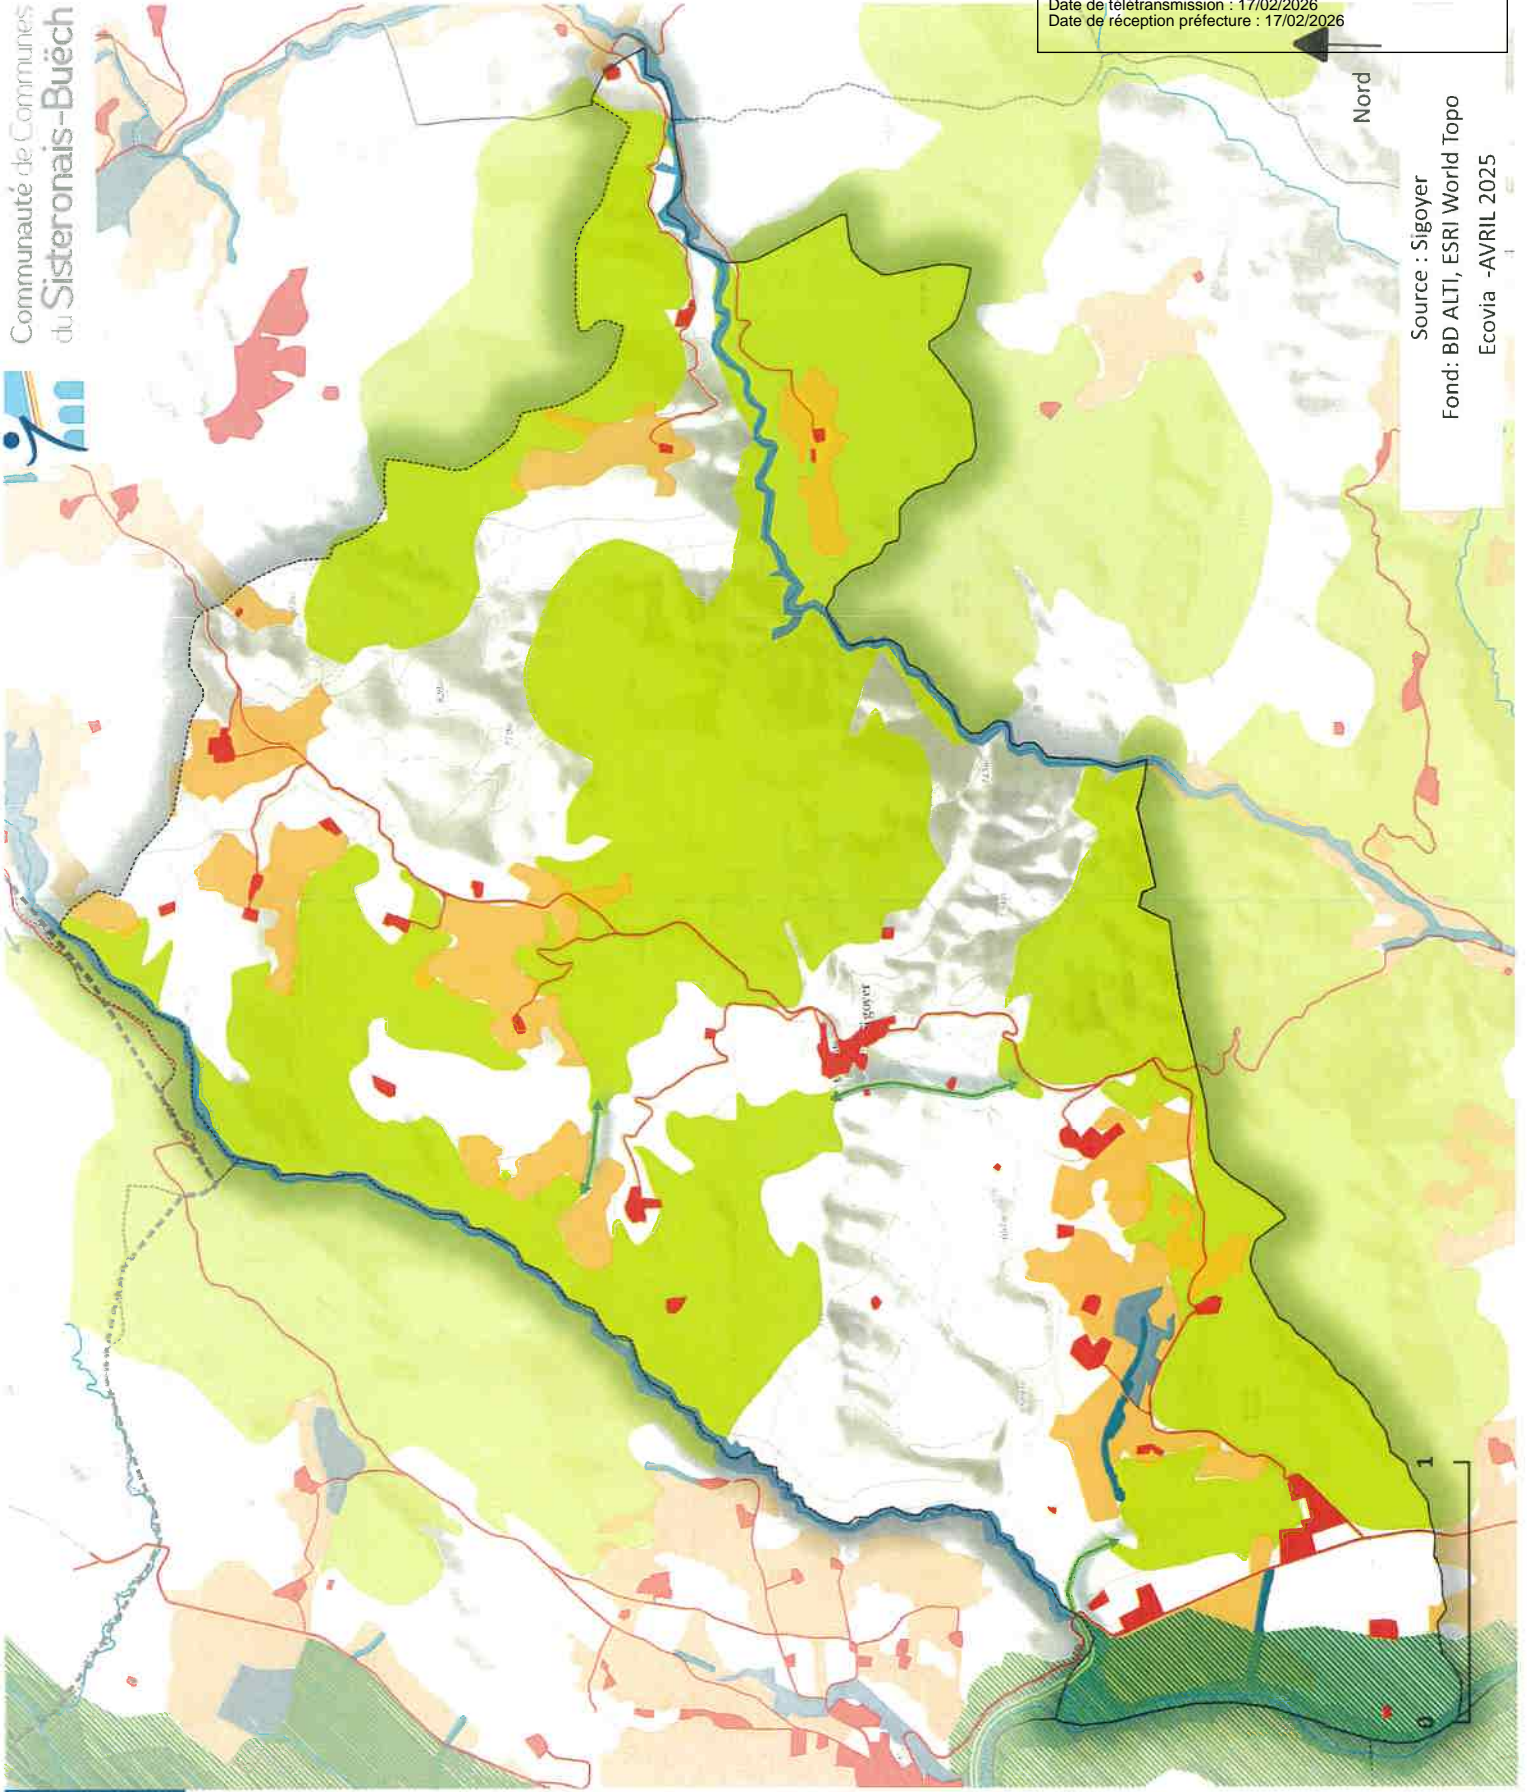 Communauté de Communes
du Sisteronais-Buëch
Date de télétransmission : 17/02/2026
Date de réception préfecture : 17/02/2026
Nord
Source : Sigoyer
Fond: BD ALTI, ESRI World Topo
Ecovia -AVRIL 2025
0
1